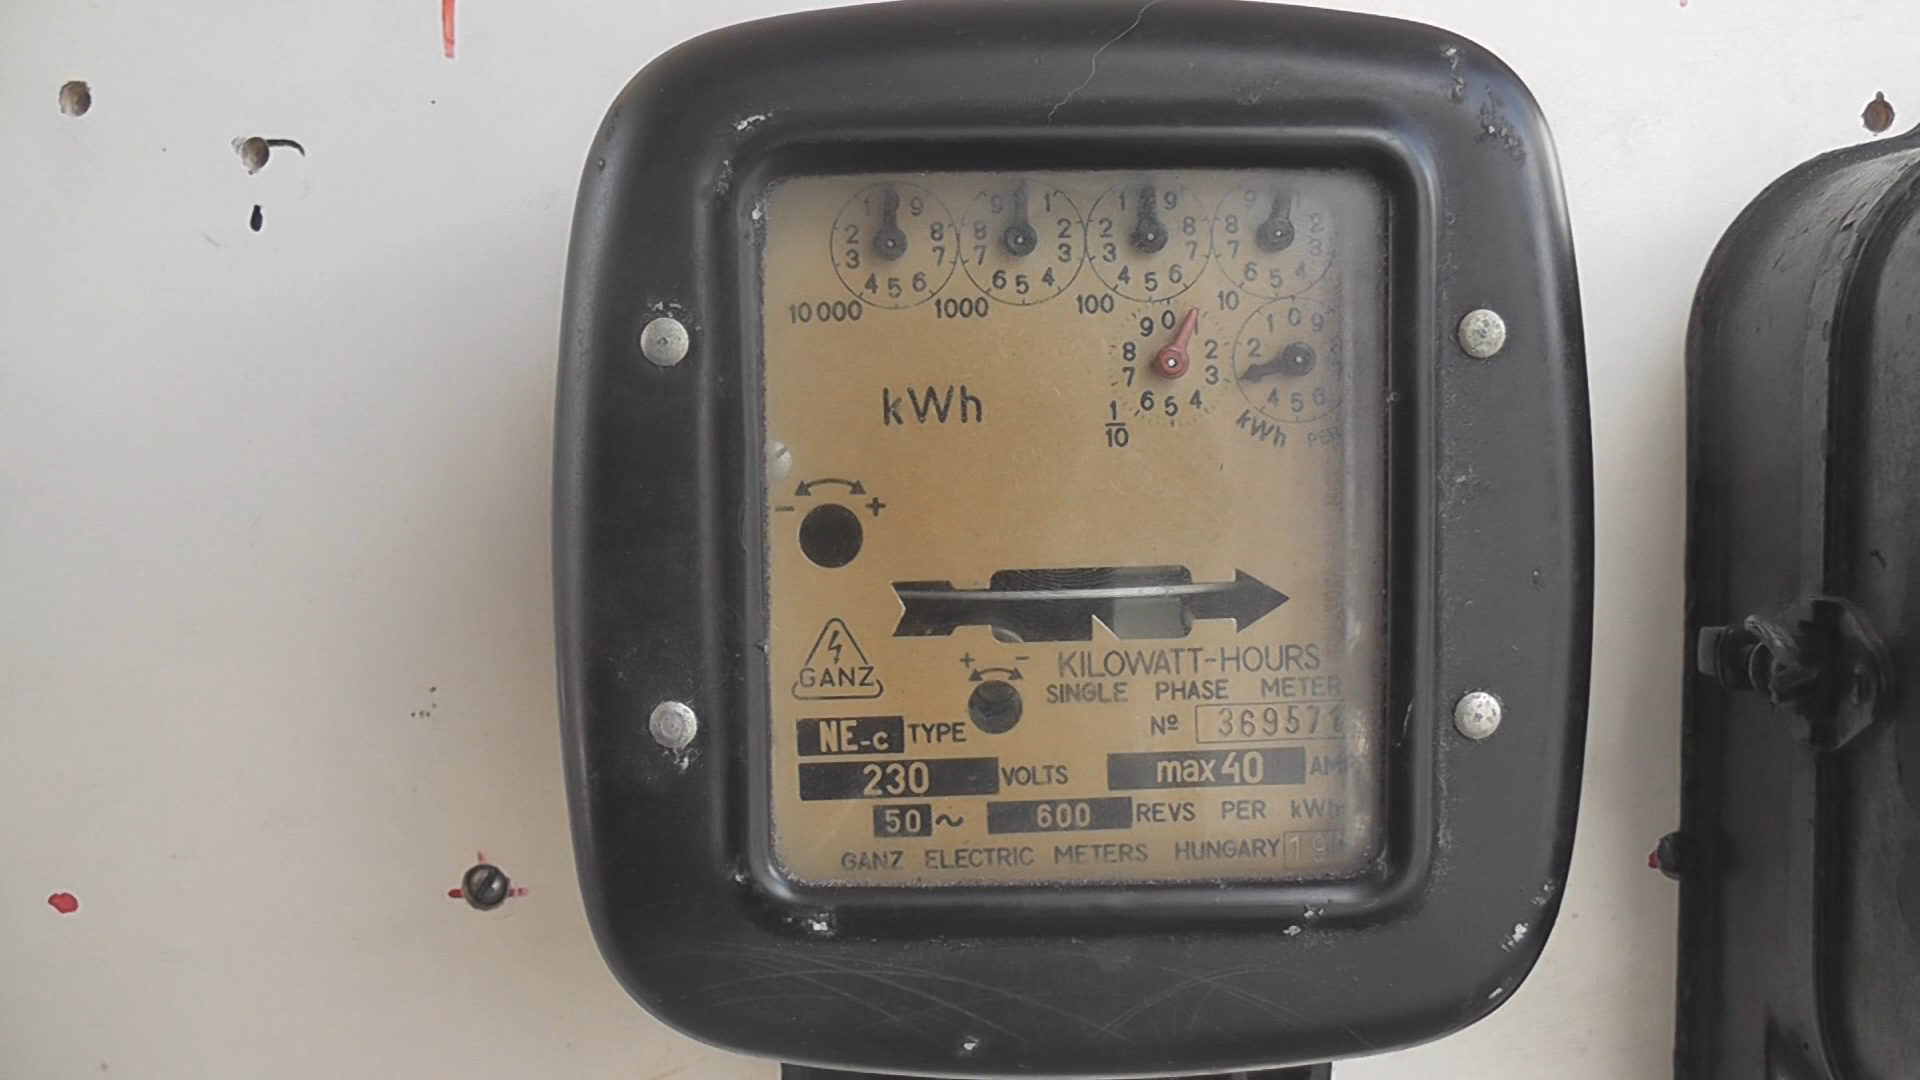 1 9 9 1 1 9 9 1
2 8 8 2 2 8 8 2
3 7 7 3 3 7 7 3
4 5 6 6 5 4 4 5 6 6 5 4
10 000 1000 100 10
9 0 1 1 0 9
8 2 2
7 3
6 5 4 4 5 6
1/10 kWh PER
kWh
- +
+ -
GANZ
KILOWATT-HOURS
SINGLE PHASE METER
NE-c TYPE № 369571
230 VOLTS max 40
50~ 600 REVS PER kWh
GANZ ELECTRIC METERS HUNGARY 19